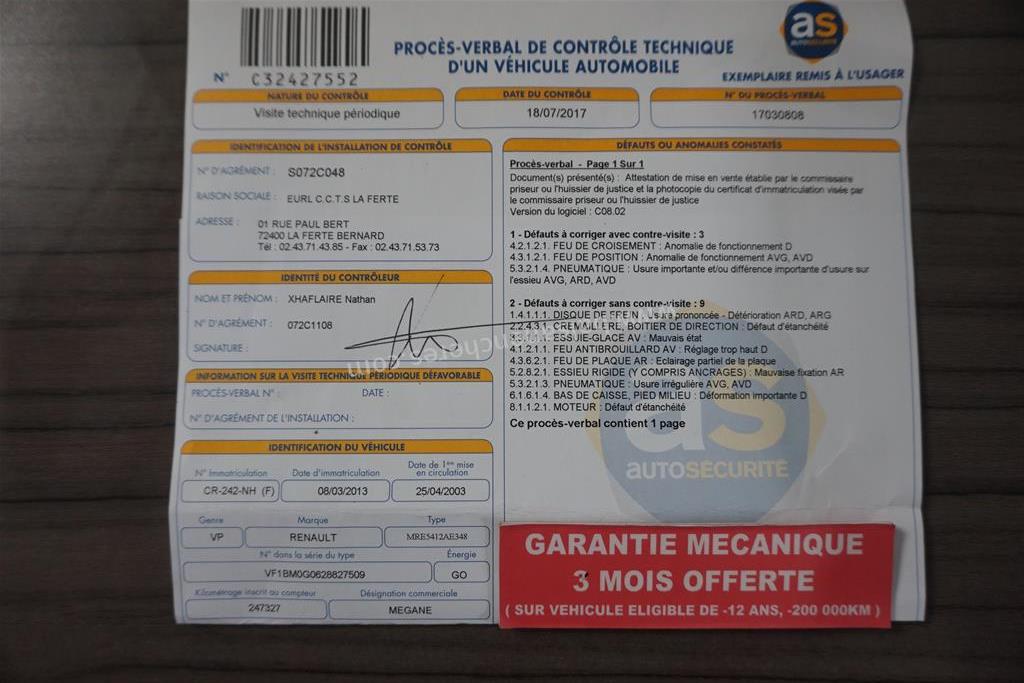 as
AUTOSÉCURITÉ
PROCÈS-VERBAL DE CONTRÔLE TECHNIQUE
D'UN VÉHICULE AUTOMOBILE
N° C32427552
EXEMPLAIRE REMIS À L'USAGER
NATURE DU CONTRÔLE
Visite technique périodique
DATE DU CONTRÔLE
18/07/2017
N° DU PROCÈS-VERBAL
17030808
IDENTIFICATION DE L'INSTALLATION DE CONTRÔLE
N° D'AGRÉMENT : S072C048
RAISON SOCIALE : EURL C.C.T.S LA FERTE
ADRESSE : 01 RUE PAUL BERT
72400 LA FERTE BERNARD
Tél : 02.43.71.43.85 - Fax : 02.43.71.53.73
IDENTITÉ DU CONTRÔLEUR
NOM ET PRÉNOM : XHAFLAIRE Nathan
N° D'AGRÉMENT : 072C1108
SIGNATURE :
INFORMATION SUR LA VISITE TECHNIQUE PÉRIODIQUE DÉFAVORABLE
PROCÈS-VERBAL N° : DATE :
N° D'AGRÉMENT DE L'INSTALLATION :
IDENTIFICATION DU VÉHICULE
N° Immatriculation
CR-242-NH (F)
Date d'immatriculation
08/03/2013
Date de 1ère mise
en circulation
25/04/2003
Genre
VP
Marque
RENAULT
Type
MRE5412AE348
N° dans la série du type
VF1BM0G0628827509
Énergie
GO
Kilométrage inscrit au compteur
247327
Désignation commerciale
MEGANE
DÉFAUTS OU ANOMALIES CONSTATÉS
Procès-verbal - Page 1 Sur 1
Document(s) présenté(s) : Attestation de mise en vente établie par le commissaire
priseur ou l'huissier de justice et la photocopie du certificat d'immatriculation visée par
le commissaire priseur ou l'huissier de justice
Version du logiciel : C08.02
1 - Défauts à corriger avec contre-visite : 3
4.2.1.2.1. FEU DE CROISEMENT : Anomalie de fonctionnement D
4.3.1.2.1. FEU DE POSITION : Anomalie de fonctionnement AVG, AVD
5.3.2.1.4. PNEUMATIQUE : Usure importante et/ou différence importante d'usure sur
l'essieu AVG, ARD, AVD
2 - Défauts à corriger sans contre-visite : 9
1.4.1.1.1. DISQUE DE FREIN : Usure prononcée - Détérioration ARD, ARG
2.2.4.3.1. CREMAILLERE, BOITIER DE DIRECTION : Défaut d'étanchéité
ESSUIE-GLACE AV : Mauvais état
4.1.2.1.1. FEU ANTIBROUILLARD AV : Réglage trop haut D
4.3.6.2.1. FEU DE PLAQUE AR : Eclairage partiel de la plaque
5.2.8.2.1. ESSIEU RIGIDE (Y COMPRIS ANCRAGES) : Mauvaise fixation AR
5.3.2.1.3. PNEUMATIQUE : Usure irrégulière AVG, AVD
6.1.6.1.4. BAS DE CAISSE, PIED MILIEU : Déformation importante D
8.1.1.2.1. MOTEUR : Défaut d'étanchéité
Ce procès-verbal contient 1 page
as
AUTOSÉCURITÉ
GARANTIE MECANIQUE
3 MOIS OFFERTE
( SUR VEHICULE ELIGIBLE DE -12 ANS, -200 000KM )